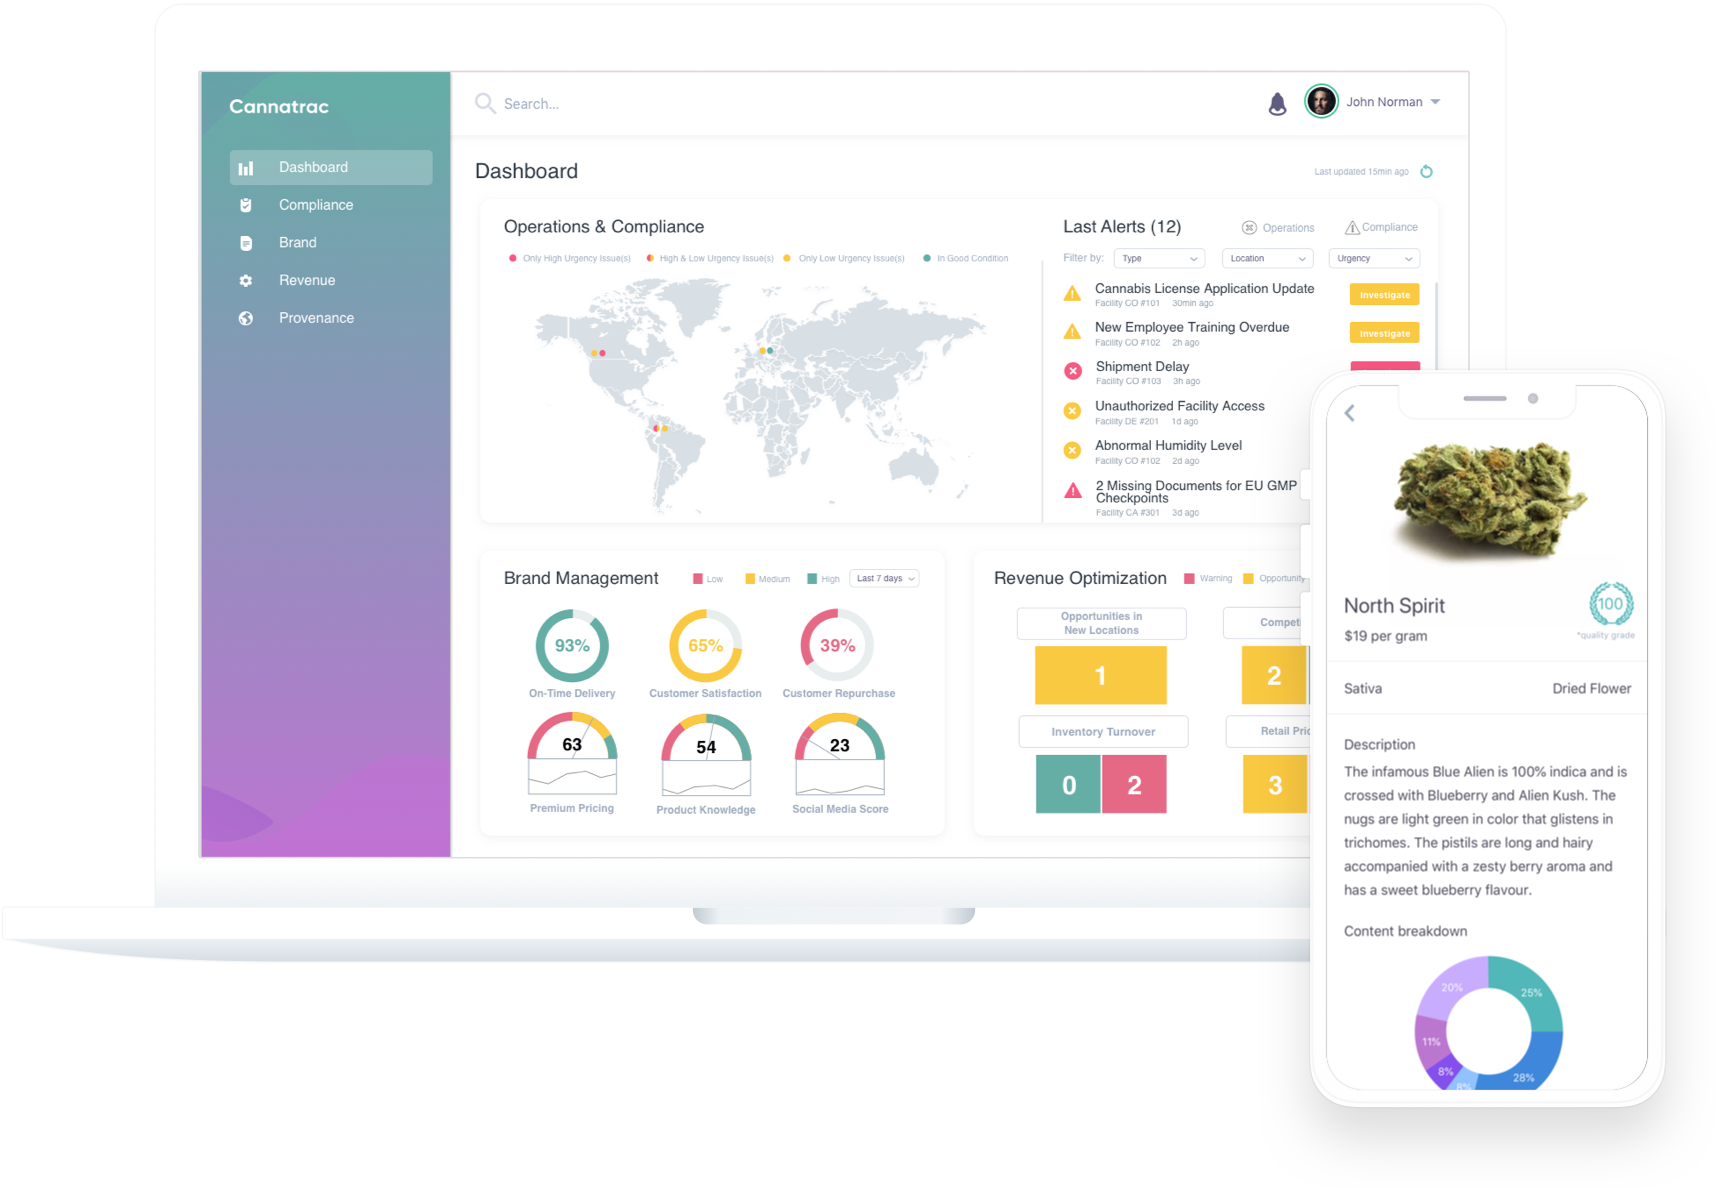 Cannatrac
Dashboard
Compliance
Brand
Revenue
Provenance
Search...
John Norman
Dashboard
Last updated 15min ago
Operations & Compliance
Only High Urgency Issue(s)
High & Low Urgency Issue(s)
Only Low Urgency Issue(s)
In Good Condition
Last Alerts (12)
Operations
Compliance
Filter by:
Type
Location
Urgency
Cannabis License Application Update
Facility CO #101 30min ago
Investigate
New Employee Training Overdue
Facility CO #102 2h ago
Investigate
Shipment Delay
Facility CO #103 3h ago
Unauthorized Facility Access
Facility DE #201 1d ago
Abnormal Humidity Level
Facility CO #102 2d ago
2 Missing Documents for EU GMP
Checkpoints
Facility CA #301 3d ago
Brand Management
Low
Medium
High
Last 7 days
93%
On-Time Delivery
65%
Customer Satisfaction
39%
Customer Repurchase
63
Premium Pricing
54
Product Knowledge
23
Social Media Score
Revenue Optimization
Warning
Opportunity
Opportunities in
New Locations
1
Competi
2
Inventory Turnover
0
2
Retail Pric
3
North Spirit
$19 per gram
100
*quality grade
Sativa
Dried Flower
Description
The infamous Blue Alien is 100% indica and is
crossed with Blueberry and Alien Kush. The
nugs are light green in color that glistens in
trichomes. The pistils are long and hairy
accompanied with a zesty berry aroma and
has a sweet blueberry flavour.
Content breakdown
20%
25%
11%
8%
8%
28%